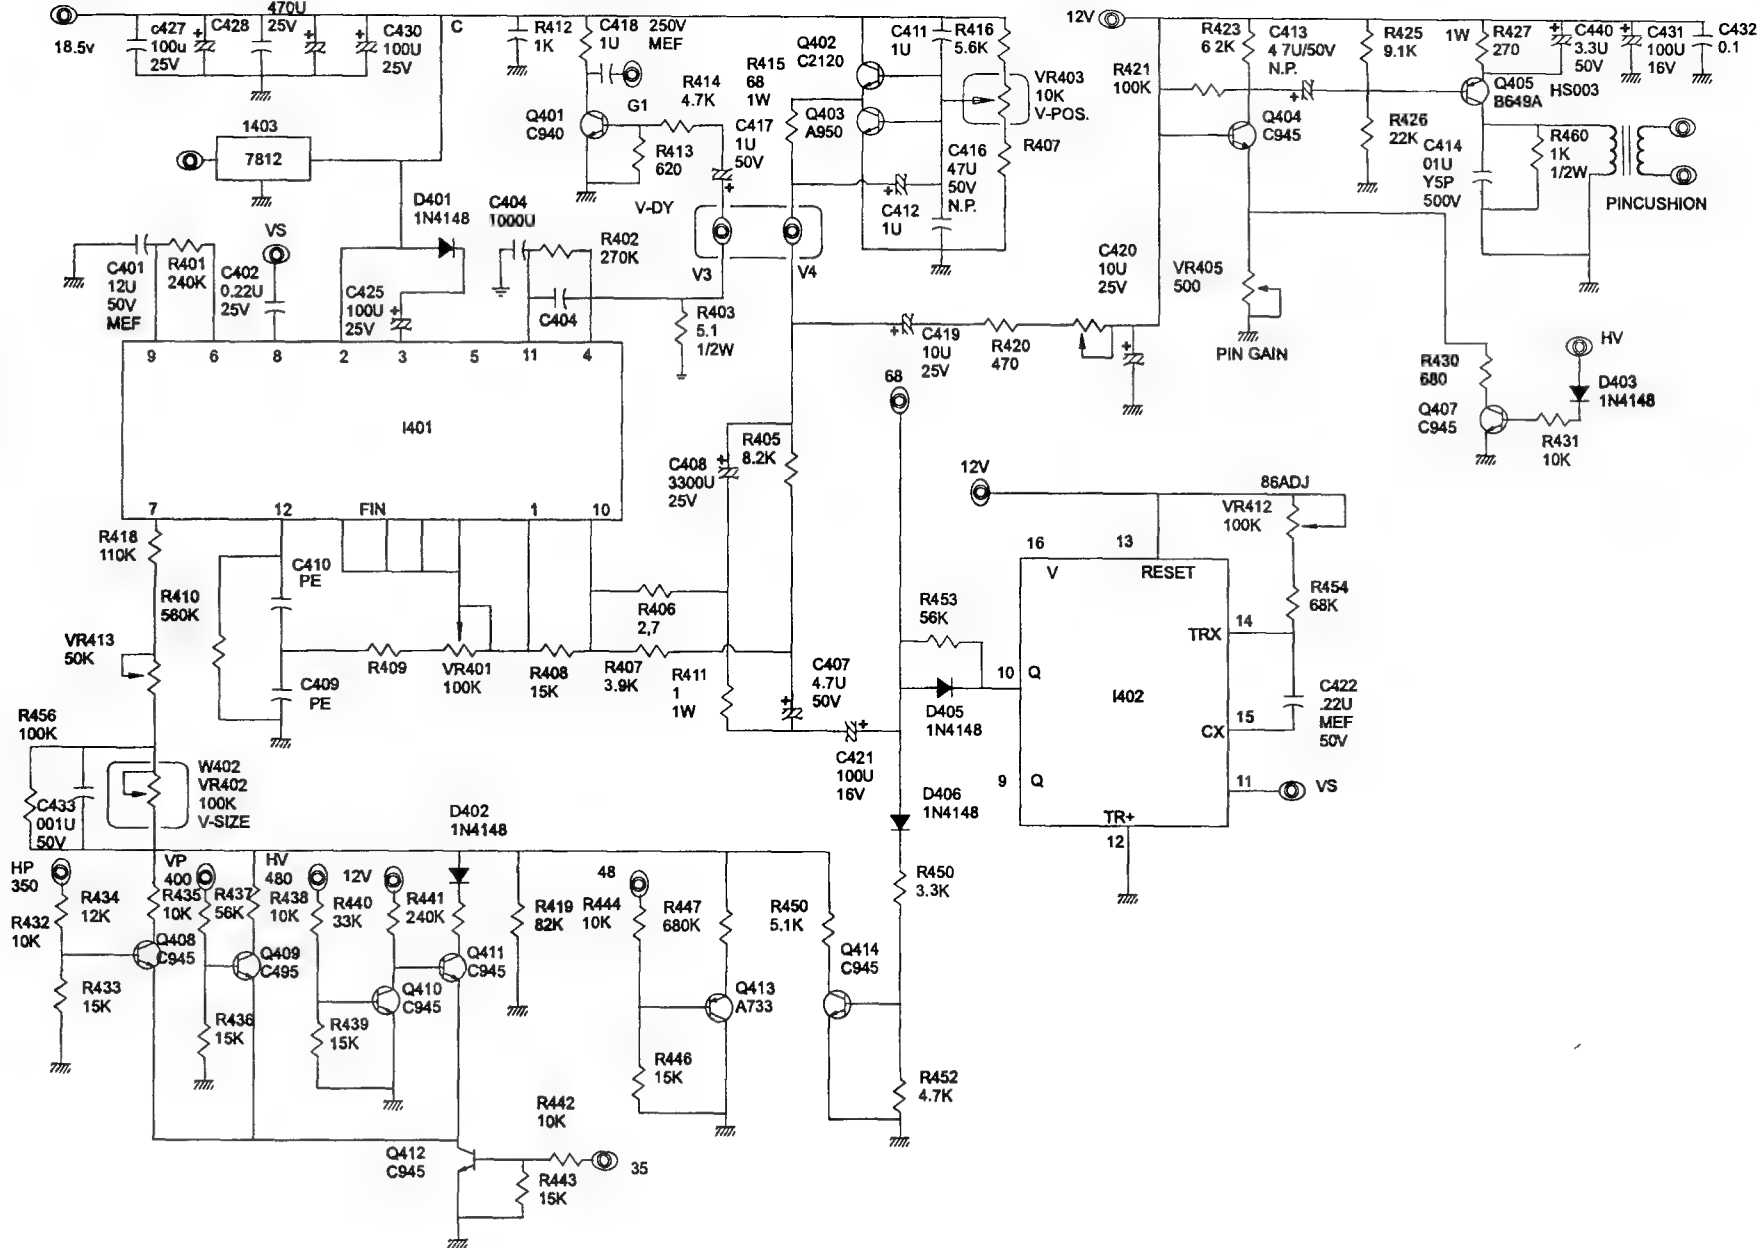 18.5v
C427
100u
25V
C428
470U
25V
C430
100U
25V
C
R412
1K
C418
1U
250V
MEF
G1
Q401
C940
R414
4.7K
R413
620
R415
68
1W
C417
1U
50V
Q402
C2120
Q403
A950
C411
1U
R416
5.6K
VR403
10K
V-POS.
R407
C416
47U
50V
N.P.
C412
1U
12V
R421
100K
R423
6 2K
C413
4 7U/50V
N.P.
Q404
C945
R425
9.1K
R426
22K
1W
R427
270
C440
3.3U
50V
HS003
C431
100U
16V
C432
0.1
Q405
B649A
C414
01U
Y5P
500V
R460
1K
1/2W
PINCUSHION
1403
7812
D401
1N4148
C404
1000U
V-DY
V3
V4
C401
12U
50V
MEF
R401
240K
C402
0.22U
25V
VS
C425
100U
25V
R402
270K
C404
R403
5.1
1/2W
C419
10U
25V
R420
470
C420
10U
25V
VR405
500
PIN GAIN
R430
680
Q407
C945
HV
D403
1N4148
R431
10K
9
6
8
2
3
5
11
4
I401
7
12
FIN
1
10
68
R405
8.2K
C408
3300U
25V
R418
110K
C410
PE
R410
560K
VR413
50K
C409
PE
R409
VR401
100K
R408
15K
R406
2,7
R407
3.9K
R411
1
1W
C407
4.7U
50V
C421
100U
16V
R453
56K
D405
1N4148
D406
1N4148
12V
86ADJ
VR412
100K
R454
68K
16
13
V
RESET
TRX
14
10
Q
I402
CX
15
9
Q
11
VS
TR+
12
C422
.22U
MEF
50V
R456
100K
C433
001U
50V
W402
VR402
100K
V-SIZE
D402
1N4148
HP
350
R434
12K
R432
10K
R433
15K
VP
400
R435
10K
Q408
C945
R437
56K
R436
15K
HV
480
R438
10K
Q409
C495
R440
33K
R439
15K
12V
R441
240K
Q410
C945
Q411
C945
R419
82K
48
R444
10K
R447
680K
Q413
A733
R446
15K
R450
5.1K
Q414
C945
R450
3.3K
R452
4.7K
R442
10K
Q412
C945
R443
15K
35